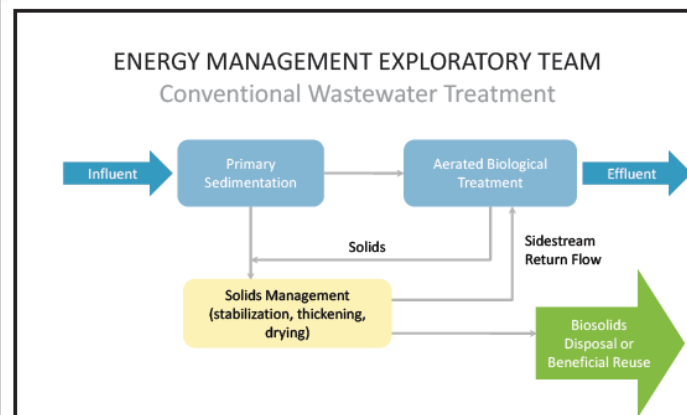 ENERGY MANAGEMENT EXPLORATORY TEAM
Conventional Wastewater Treatment
Influent
Primary
Sedimentation
Aerated Biological
Treatment
Effluent
Solids
Sidestream
Return Flow
Solids Management
(stabilization, thickening,
drying)
Biosolids
Disposal or
Beneficial Reuse